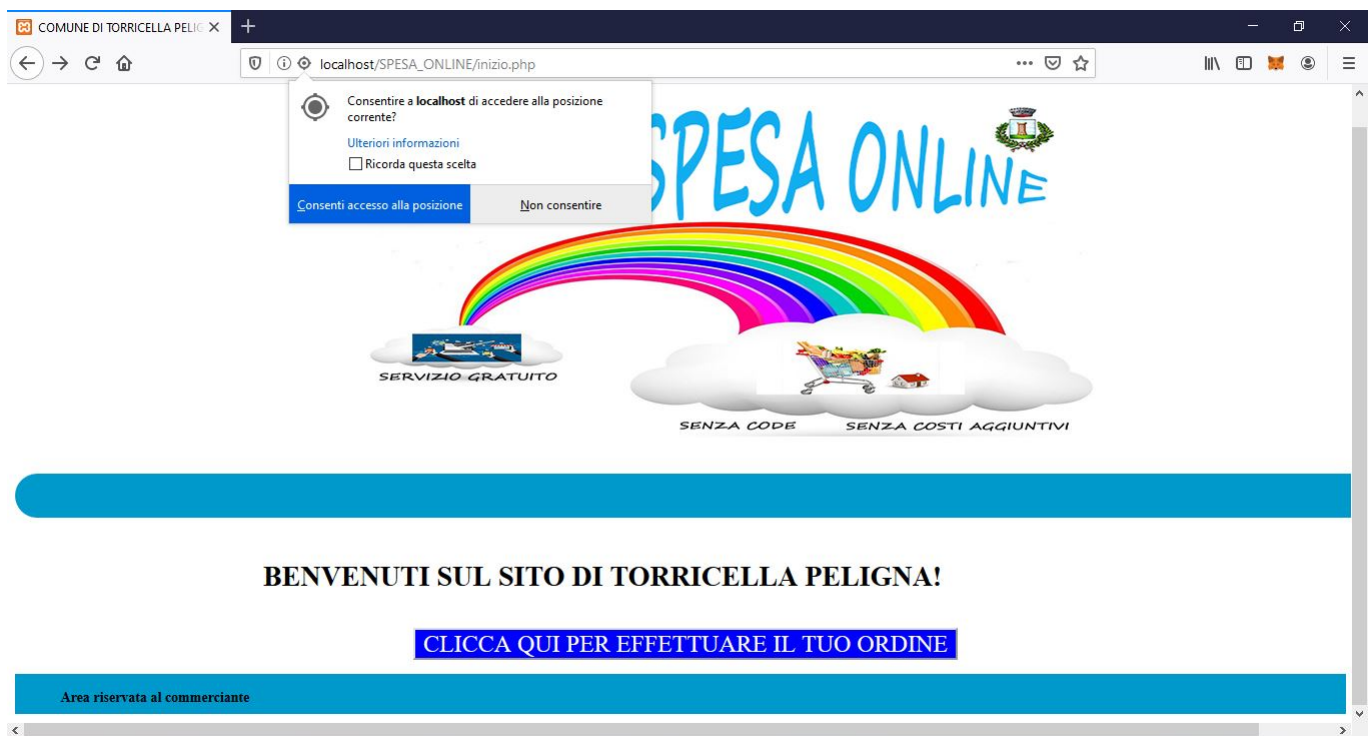 COMUNE DI TORRICELLA PELIG
localhost/SPESA_ONLINE/inizio.php
Consentire a localhost di accedere alla posizione
corrente?
Ulteriori informazioni
Ricorda questa scelta
Consenti accesso alla posizione
Non consentire
SPESA ONLINE
SERVIZIO GRATUITO
SENZA CODE
SENZA COSTI AGGIUNTIVI
BENVENUTI SUL SITO DI TORRICELLA PELIGNA!
CLICCA QUI PER EFFETTUARE IL TUO ORDINE
Area riservata al commerciante